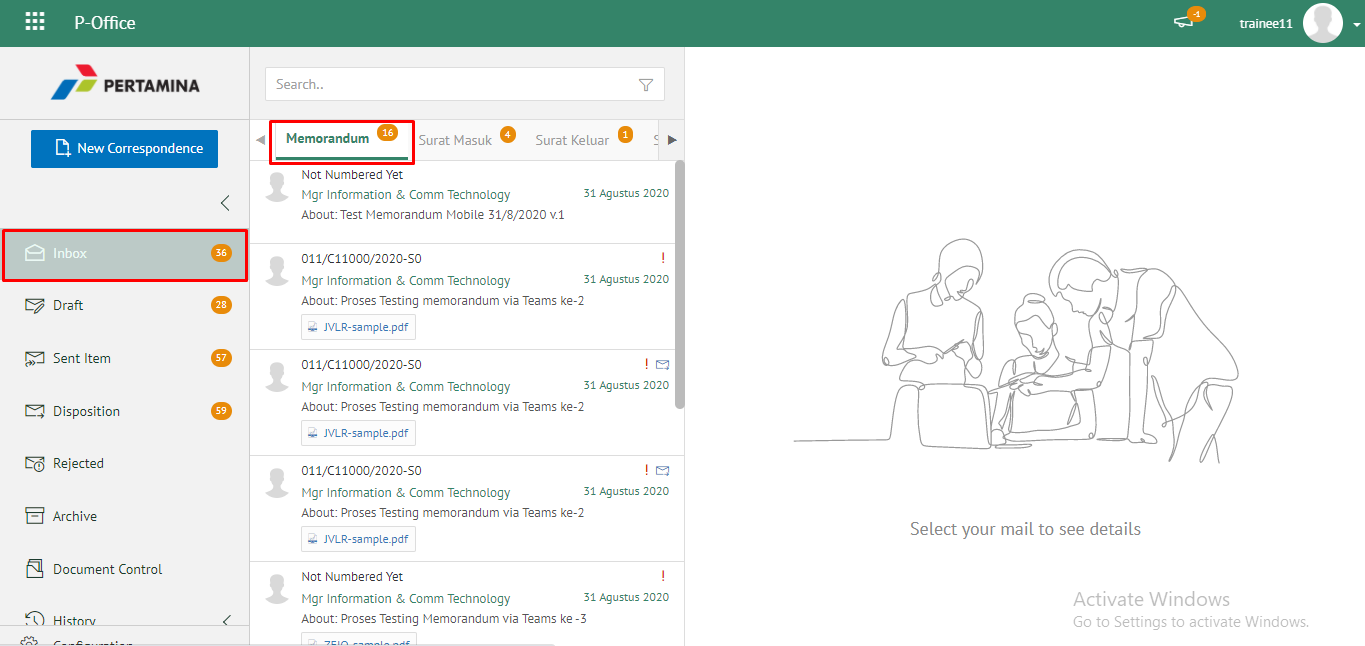 P-Office
-1
trainee11
PERTAMINA
New Correspondence
Inbox 36
Draft 28
Sent Item 57
Disposition 59
Rejected
Archive
Document Control
History
Configuration
Search..
Memorandum 16
Surat Masuk 4
Surat Keluar 1
Not Numbered Yet
Mgr Information & Comm Technology 31 Agustus 2020
About: Test Memorandum Mobile 31/8/2020 v.1
011/C11000/2020-S0 !
Mgr Information & Comm Technology 31 Agustus 2020
About: Proses Testing memorandum via Teams ke-2
JVLR-sample.pdf
011/C11000/2020-S0 !
Mgr Information & Comm Technology 31 Agustus 2020
About: Proses Testing memorandum via Teams ke-2
JVLR-sample.pdf
011/C11000/2020-S0 !
Mgr Information & Comm Technology 31 Agustus 2020
About: Proses Testing memorandum via Teams ke-2
JVLR-sample.pdf
Not Numbered Yet !
Mgr Information & Comm Technology 31 Agustus 2020
About: Proses Testing Memorandum via Teams ke -3
Select your mail to see details
Activate Windows
Go to Settings to activate Windows.